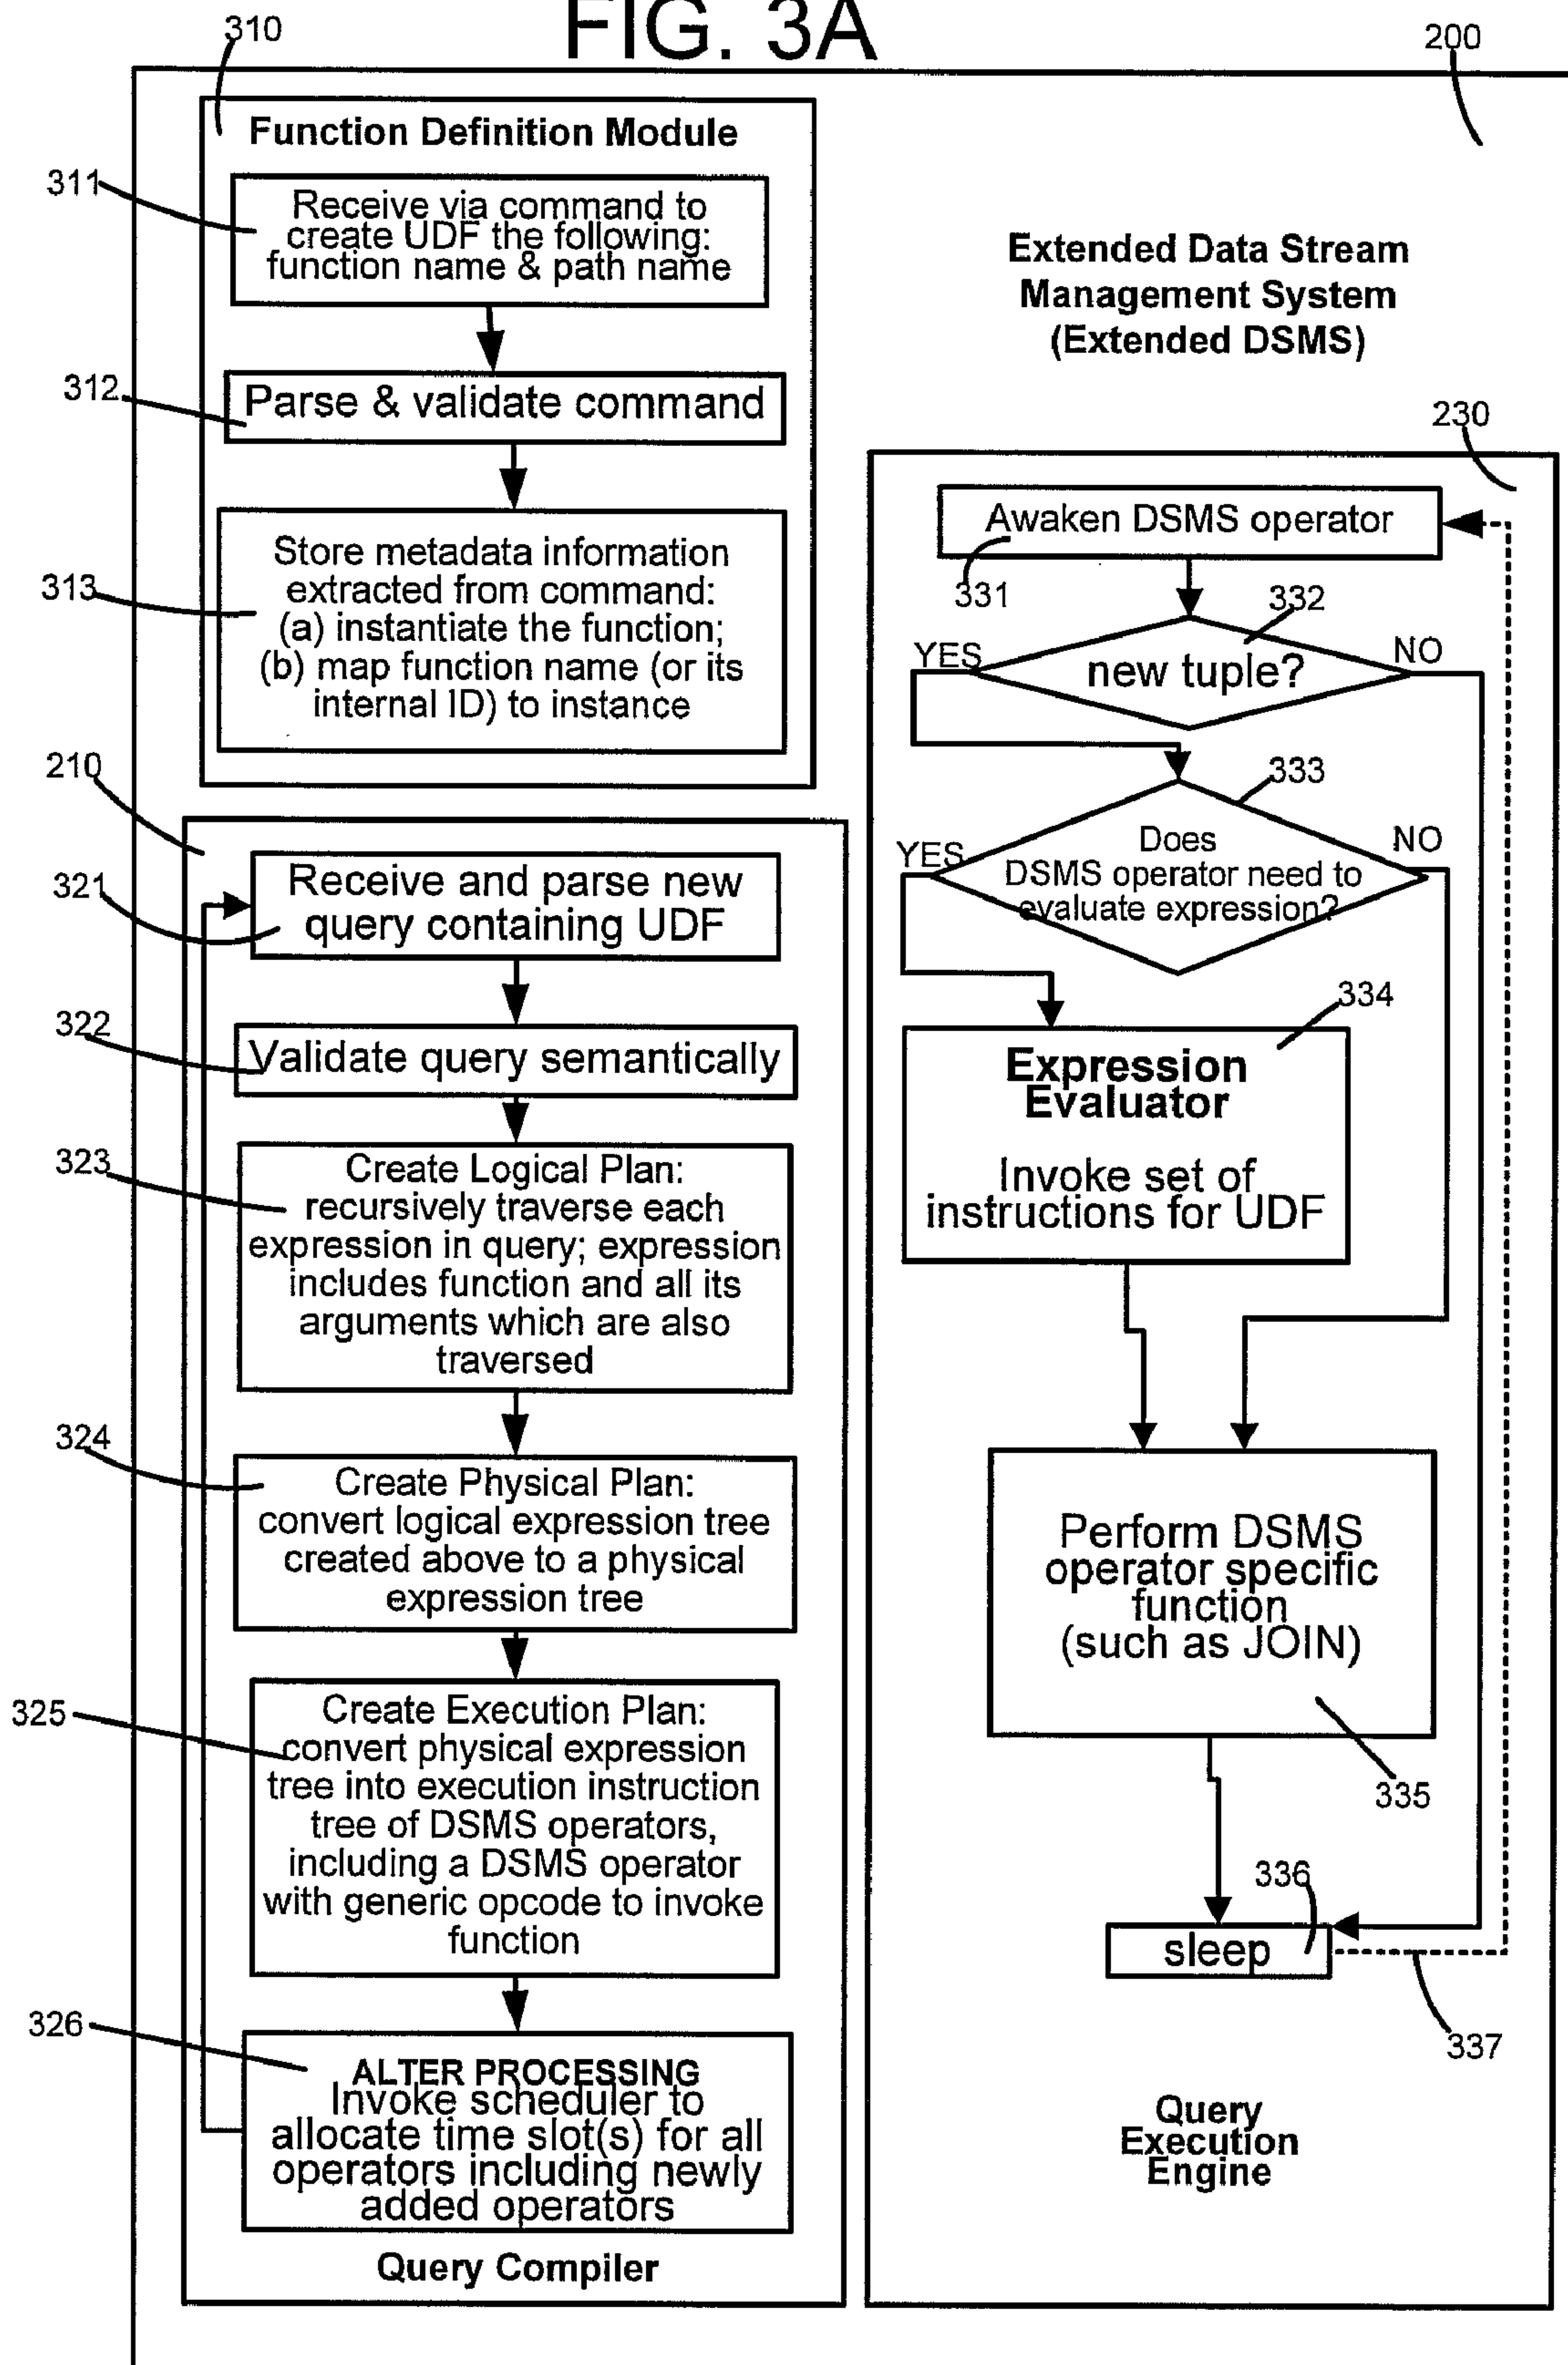 FIG. 3A
310
200
Function Definition Module
311
Receive via command to
create UDF the following:
function name & path name
312
Parse & validate command
313
Store metadata information
extracted from command:
(a) instantiate the function;
(b) map function name (or its
internal ID) to instance
210
321
Receive and parse new
query containing UDF
322
Validate query semantically
323
Create Logical Plan:
recursively traverse each
expression in query; expression
includes function and all its
arguments which are also
traversed
324
Create Physical Plan:
convert logical expression tree
created above to a physical
expression tree
325
Create Execution Plan:
convert physical expression
tree into execution instruction
tree of DSMS operators,
including a DSMS operator
with generic opcode to invoke
function
326
ALTER PROCESSING
Invoke scheduler to
allocate time slot(s) for all
operators including newly
added operators
Query Compiler
Extended Data Stream
Management System
(Extended DSMS)
230
Awaken DSMS operator
331
332
YES
new tuple?
NO
333
YES
Does
DSMS operator need to
evaluate expression?
NO
334
Expression
Evaluator
Invoke set of
instructions for UDF
Perform DSMS
operator specific
function
(such as JOIN)
335
336
sleep
337
Query
Execution
Engine